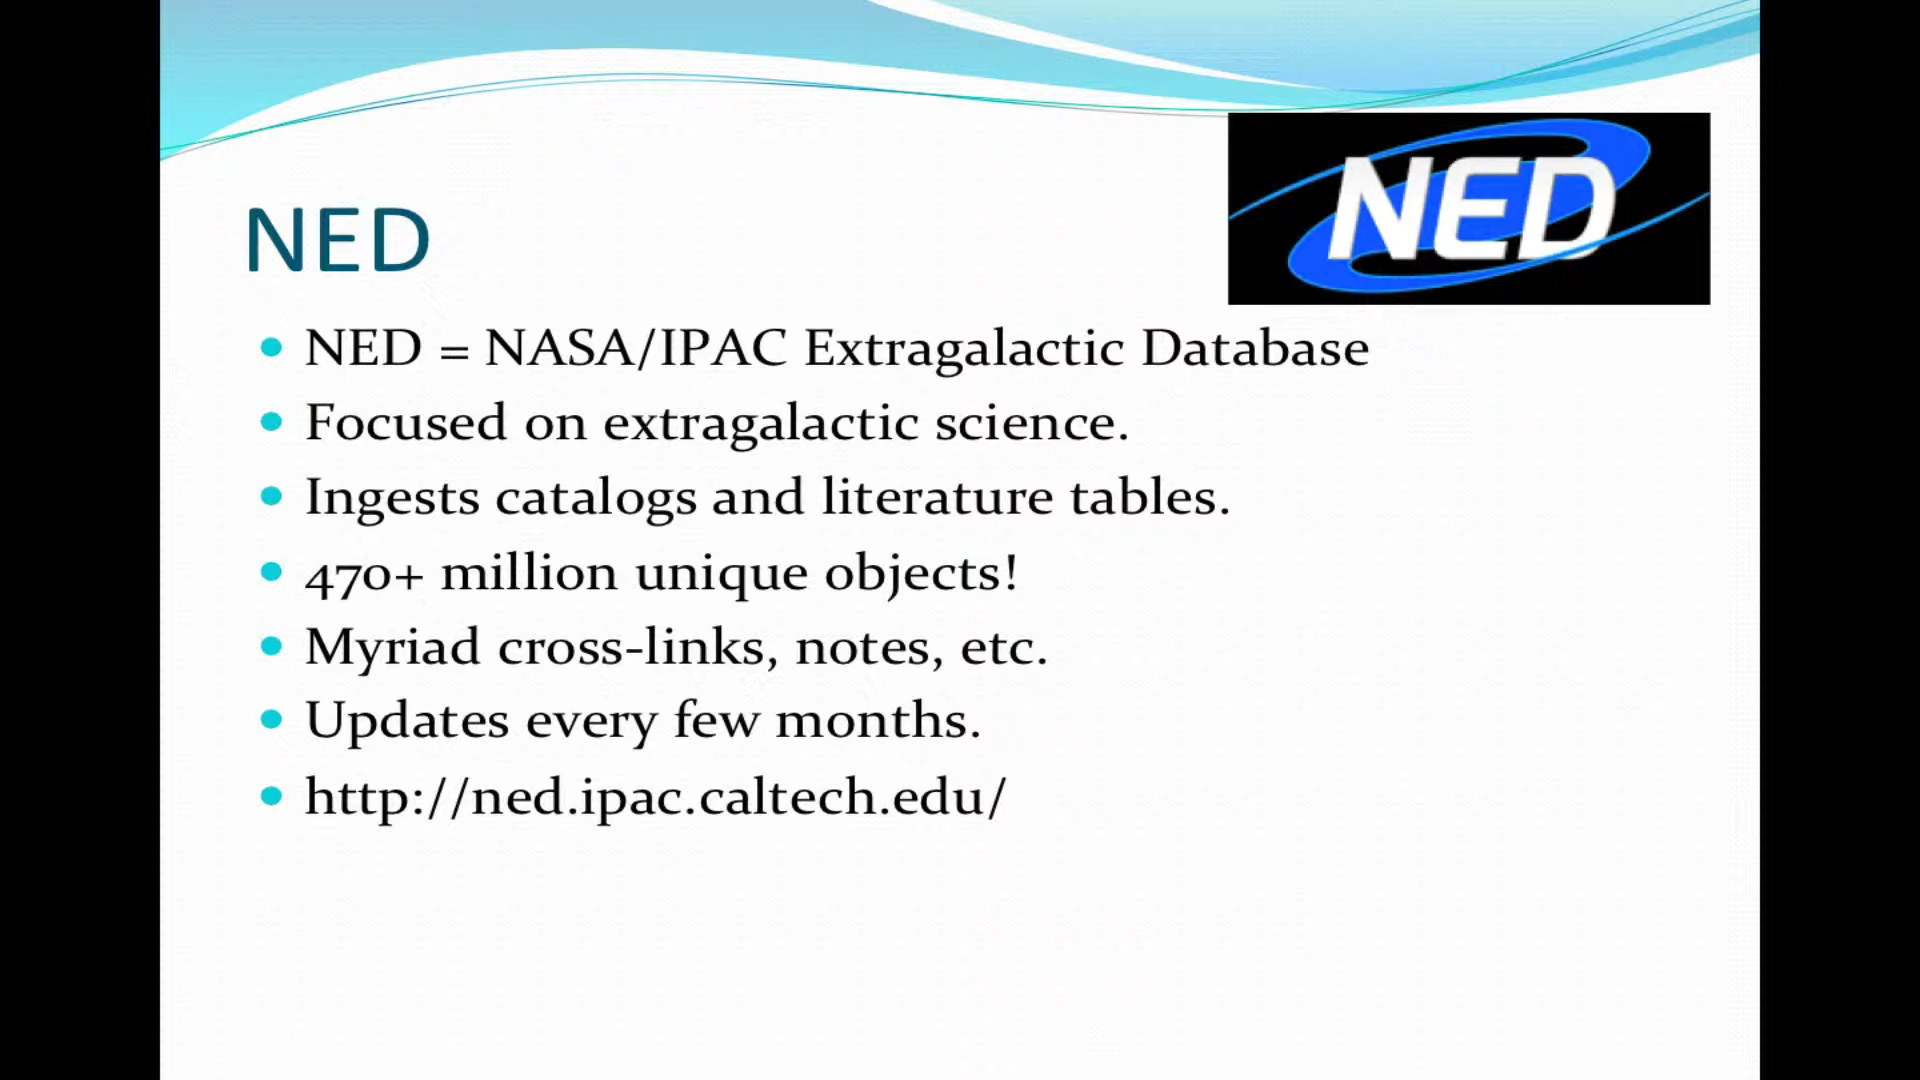 NED
NED
NED = NASA/IPAC Extragalactic Database
Focused on extragalactic science.
Ingests catalogs and literature tables.
470+ million unique objects!
Myriad cross-links, notes, etc.
Updates every few months.
http://ned.ipac.caltech.edu/